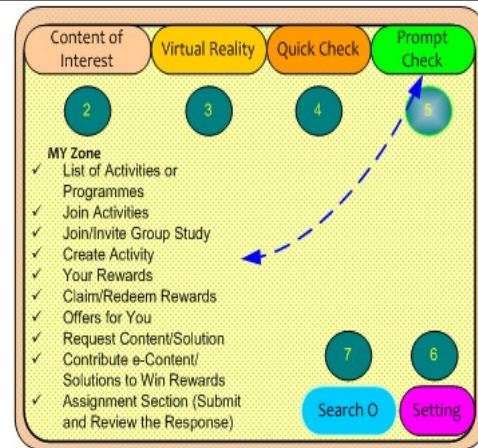 Content of
Interest
Virtual Reality
Quick Check
Prompt
Check
2
3
4
5
MY Zone
✓ List of Activities or
Programmes
✓ Join Activities
✓ Join/Invite Group Study
✓ Create Activity
✓ Your Rewards
✓ Claim/Redeem Rewards
✓ Offers for You
✓ Request Content/Solution
✓ Contribute e-Content/
Solutions to Win Rewards
✓ Assignment Section (Submit
and Review the Response)
7
6
Search O
Setting